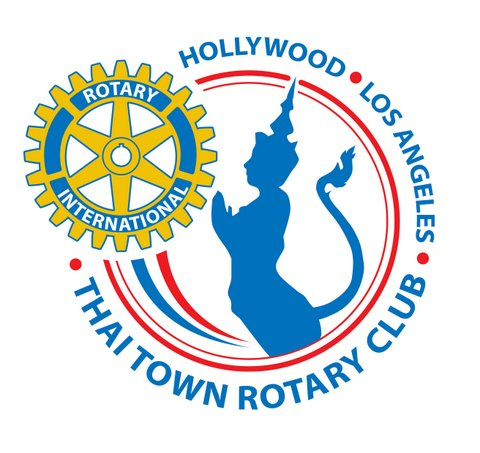 ROTARY
INTERNATIONAL
HOLLYWOOD • LOS ANGELES •
• THAI TOWN ROTARY CLUB